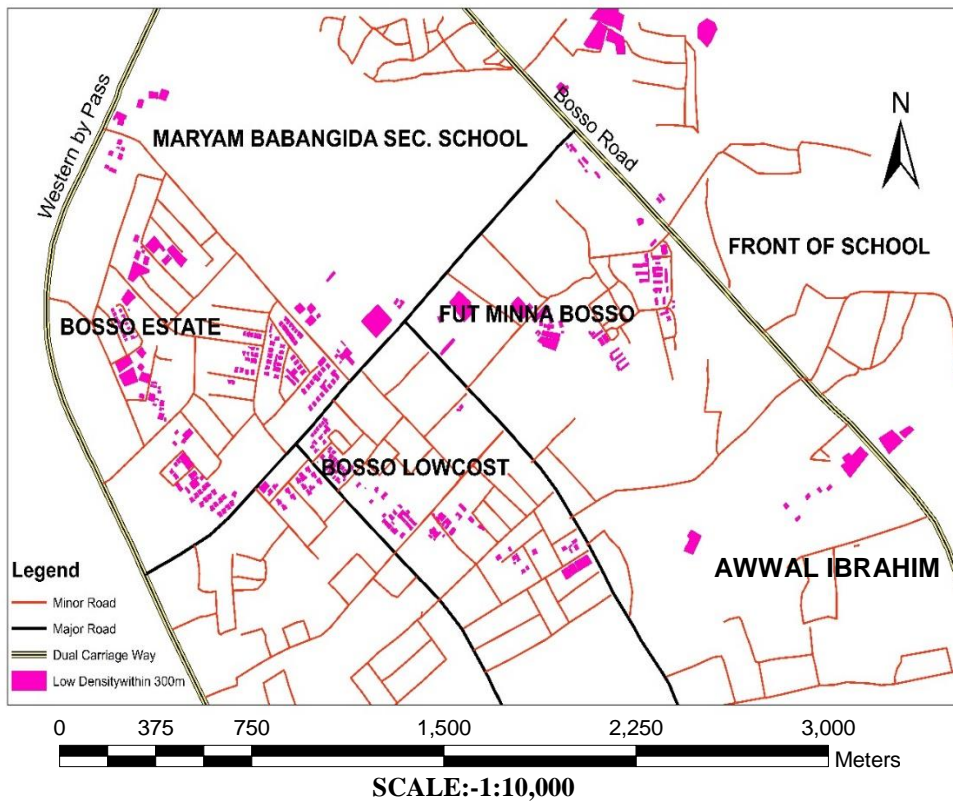 Western by Pass
Bosso Road
MARYAM BABANGIDA SEC. SCHOOL
N
FRONT OF SCHOOL
BOSSO ESTATE
FUT MINNA BOSSO
BOSSO LOWCOST
AWWAL IBRAHIM
Legend
Minor Road
Major Road
Dual Carriage Way
Low Densitywithin 300m
0 375 750 1,500 2,250 3,000
Meters
SCALE:-1:10,000